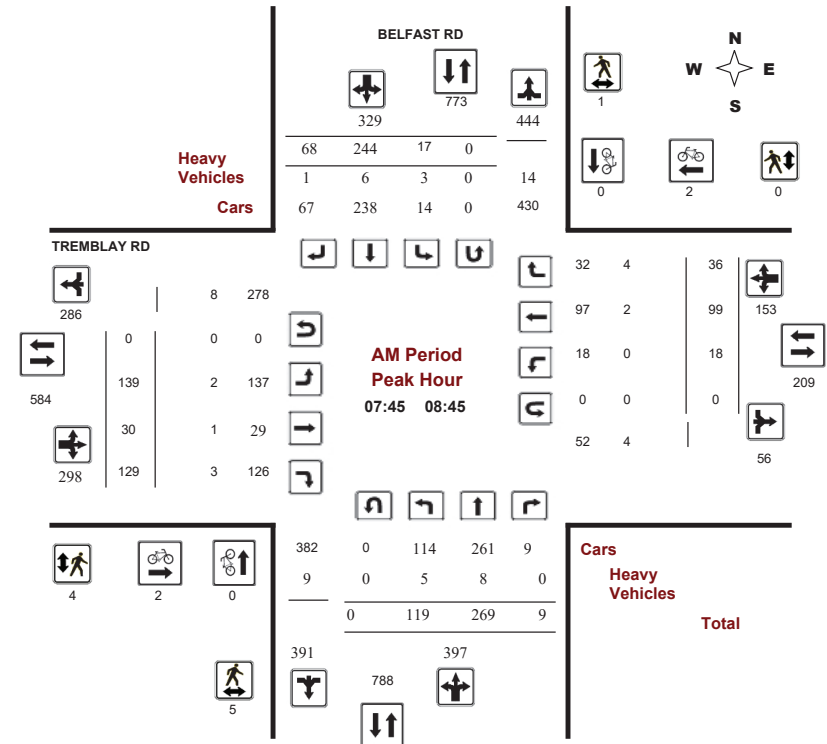 BELFAST RD
N
W E
S
773
1
329
444
68 244 17 0
Heavy
Vehicles
1 6 3 0 14
0 2 0
Cars
67 238 14 0 430
TREMBLAY RD
32 4 36
286
8 278
97 2 99 153
0 0 0
AM Period
Peak Hour
18 0 18
139 2 137
584
209
07:45 08:45
0 0 0
30 1 29
52 4
56
298
129 3 126
382 0 114 261 9
Cars
9 0 5 8 0
Heavy
Vehicles
4 2 0
0 119 269 9
Total
391 397
788
5